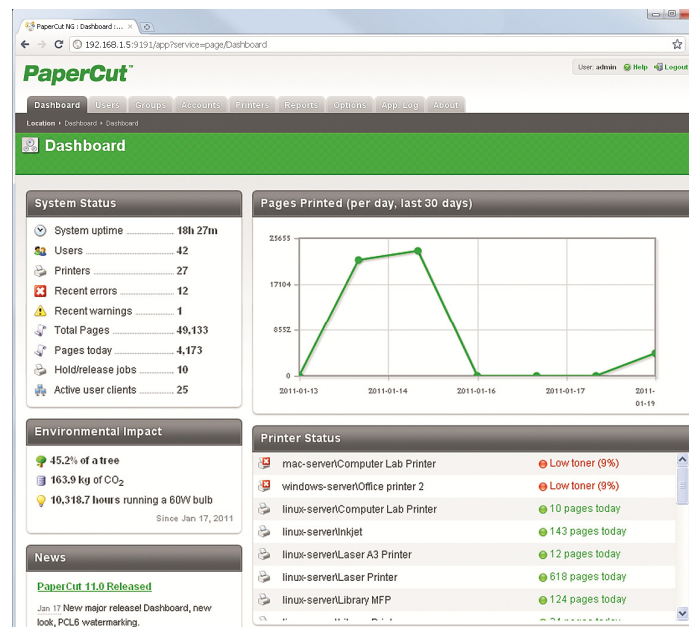 PaperCut NG : Dashboard :...
192.168.1.5:9191/app?service=page/Dashboard
PaperCut™
User: admin Help Logout
Dashboard Users Groups Accounts Printers Reports Options App. Log About
Location Dashboard Dashboard
Dashboard
System Status
System uptime 18h 27m
Users 42
Printers 27
Recent errors 12
Recent warnings 1
Total Pages 49,133
Pages today 4,173
Hold/release jobs 10
Active user clients 25
Environmental Impact
45.2% of a tree
163.9 kg of CO2
10,318.7 hours running a 60W bulb
Since Jan 17, 2011
News
PaperCut 11.0 Released
Jan 17 New major release! Dashboard, new
look, PCL6 watermarking.
Pages Printed (per day, last 30 days)
25655
17104
8552
0
2011-01-13 2011-01-14 2011-01-16 2011-01-17 2011-
01-19
Printer Status
mac-server\Computer Lab Printer Low toner (9%)
windows-server\Office printer 2 Low toner (9%)
linux-server\Computer Lab Printer 10 pages today
linux-server\Inkjet 143 pages today
linux-server\Laser A3 Printer 12 pages today
linux-server\Laser Printer 618 pages today
linux-server\Library MFP 124 pages today